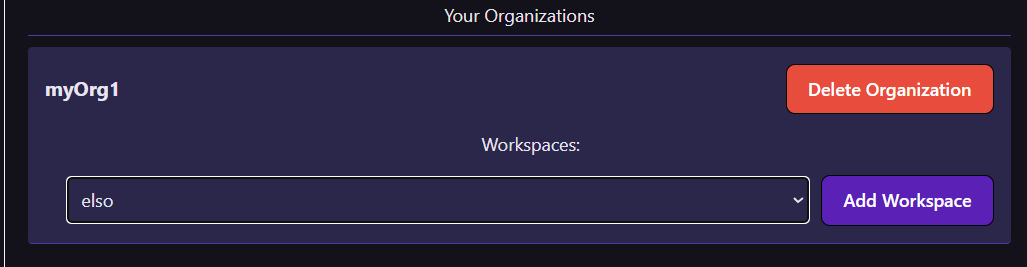 Your Organizations
myOrg1
Delete Organization
Workspaces:
elso
Add Workspace